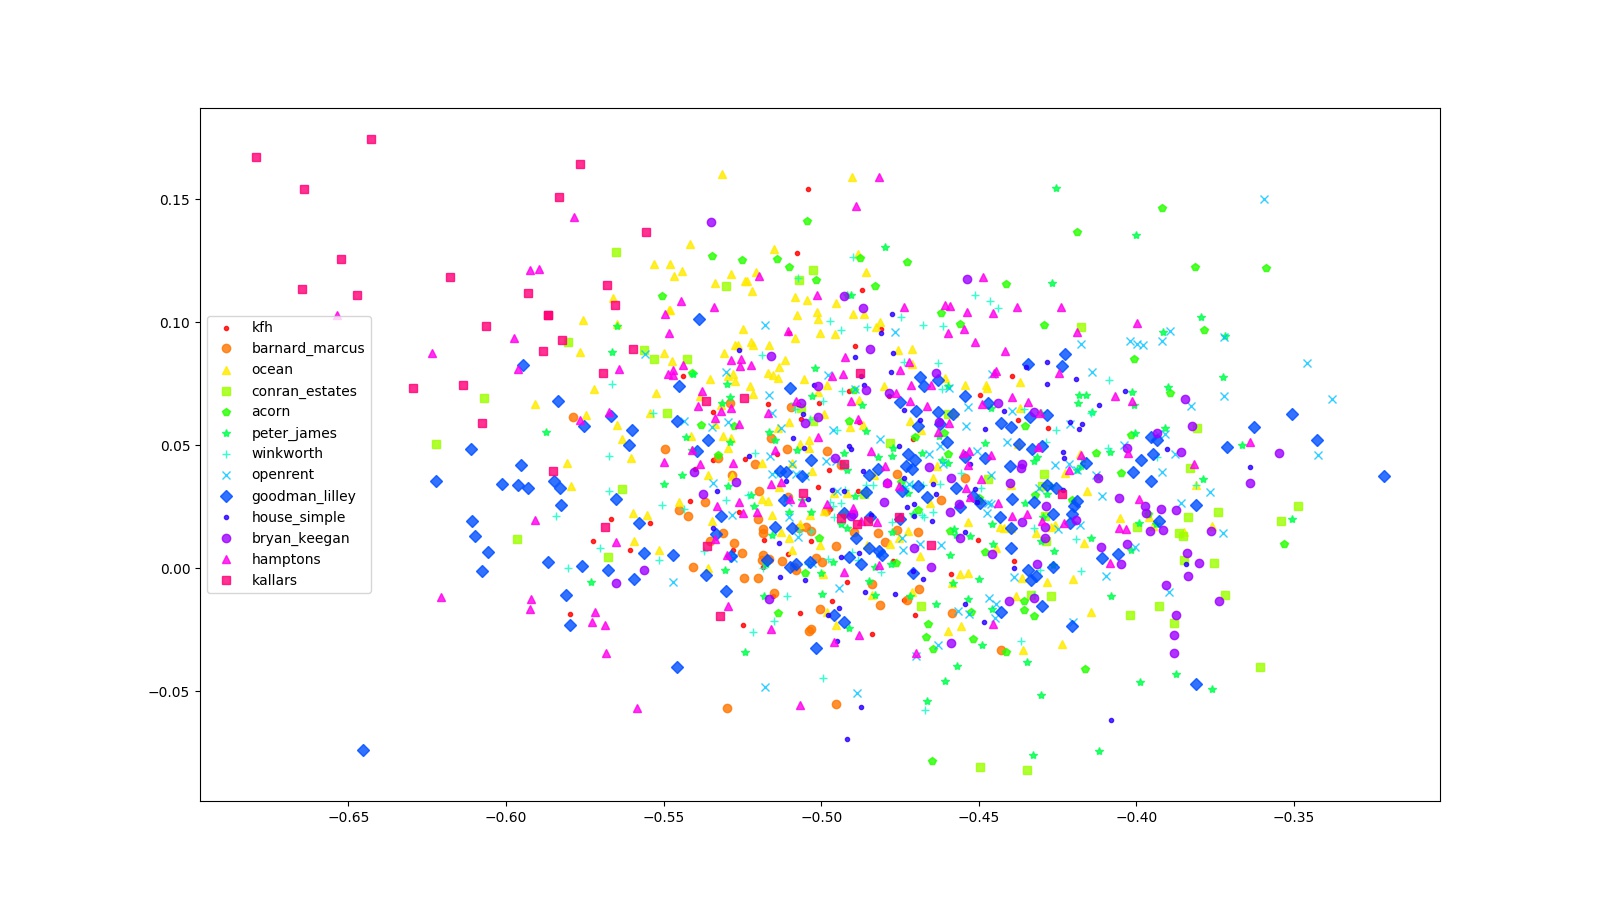 0.15
0.10
0.05
0.00
−0.05
kfh
barnard_marcus
ocean
conran_estates
acorn
peter_james
winkworth
openrent
goodman_lilley
house_simple
bryan_keegan
hamptons
kallars
−0.65 −0.60 −0.55 −0.50 −0.45 −0.40 −0.35